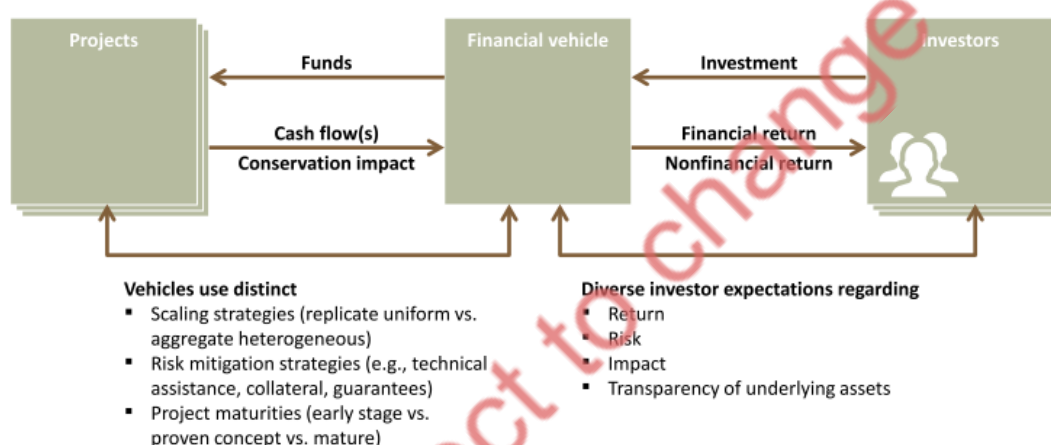 Projects
Financial vehicle
Investors
Funds
Investment
Cash flow(s)
Conservation impact
Financial return
Nonfinancial return
Vehicles use distinct
▪ Scaling strategies (replicate uniform vs.
aggregate heterogeneous)
▪ Risk mitigation strategies (e.g., technical
assistance, collateral, guarantees)
▪ Project maturities (early stage vs.
proven concept vs. mature)
Diverse investor expectations regarding
▪ Return
▪ Risk
▪ Impact
▪ Transparency of underlying assets
ect to change